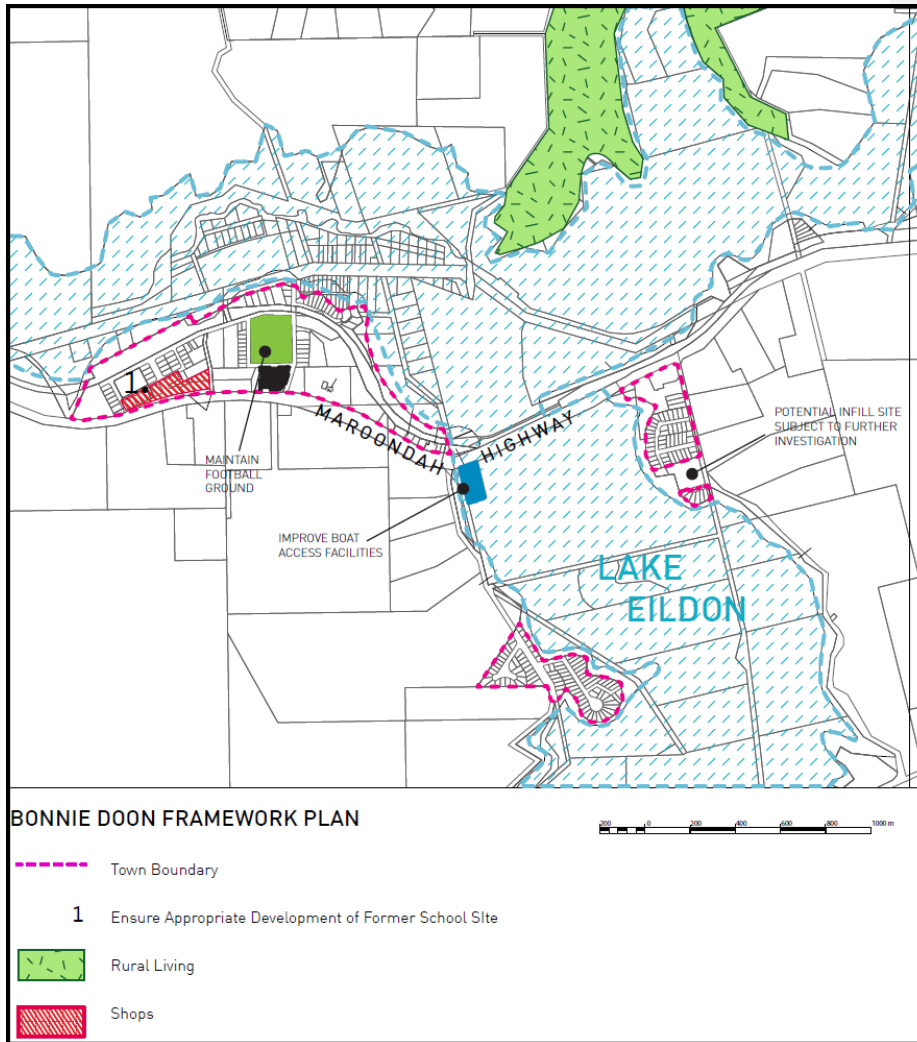 1
MAINTAIN
FOOTBALL
GROUND
MAROONDAH HIGHWAY
POTENTIAL INFILL SITE
SUBJECT TO FURTHER
INVESTIGATION
IMPROVE BOAT
ACCESS FACILITIES
LAKE
EILDON
BONNIE DOON FRAMEWORK PLAN
200 0 200 400 600 800 1000 m
Town Boundary
1 Ensure Appropriate Development of Former School SIte
Rural Living
Shops